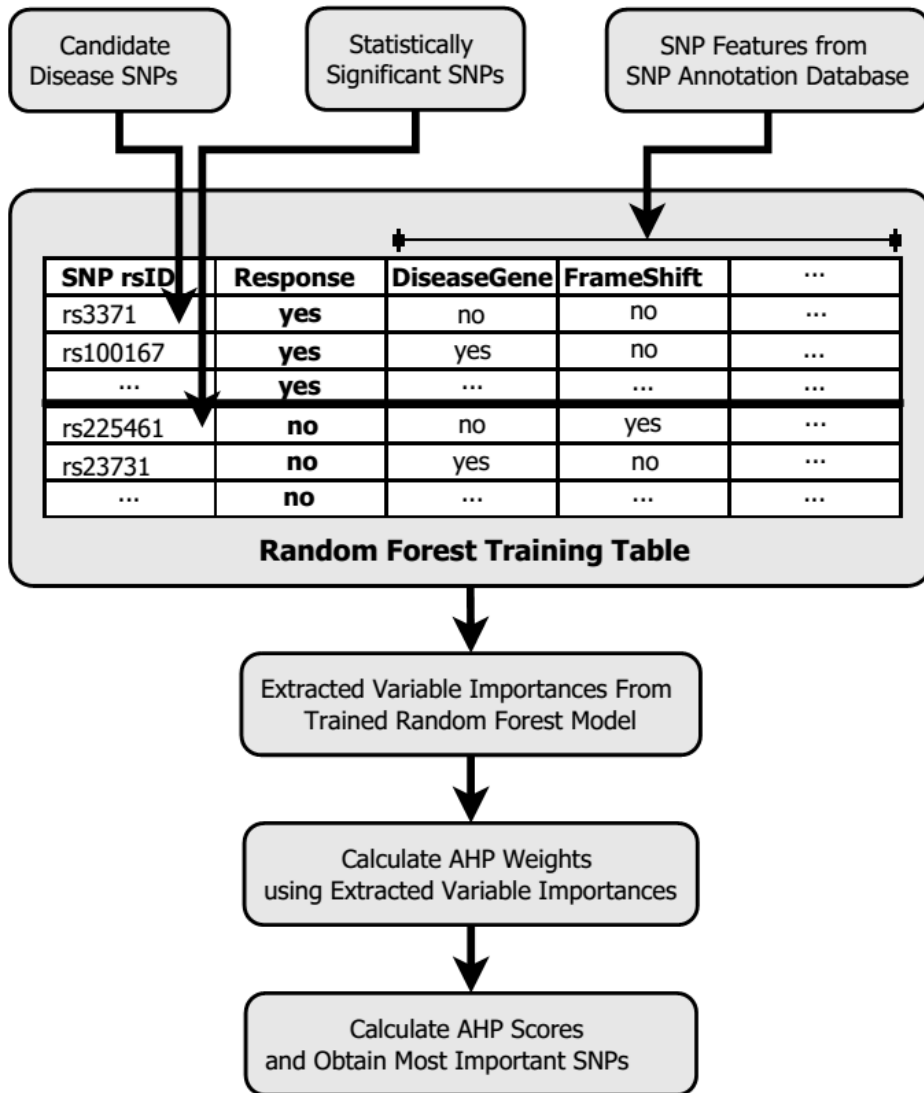 Candidate
Disease SNPs
Statistically
Significant SNPs
SNP Features from
SNP Annotation Database
SNP rsID Response DiseaseGene FrameShift ...
rs3371 yes no no ...
rs100167 yes yes no ...
... yes ... ... ...
rs225461 no no yes ...
rs23731 no yes no ...
... no ... ... ...
Random Forest Training Table
Extracted Variable Importances From
Trained Random Forest Model
Calculate AHP Weights
using Extracted Variable Importances
Calculate AHP Scores
and Obtain Most Important SNPs